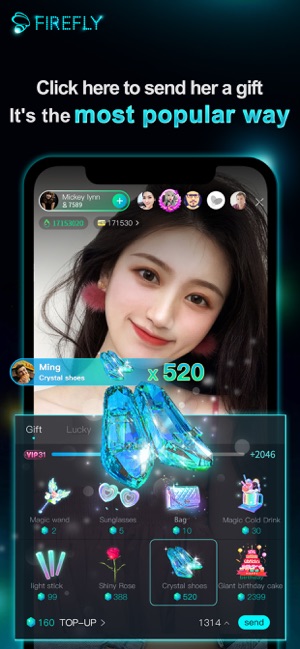 FIREFLY
Click here to send her a gift
It's the most popular way
Mickey lynn
7589
17153020
171530 >
Ming
Crystal shoes
x 520
Gift
Lucky
VIP31
+2046
Magic wand
Sunglasses
Bag
Magic Cold Drink
2
5
10
30
light stick
Shiny Rose
Crystal shoes
Giant birthday cake
99
388
520
2399
160 TOP-UP >
1314
send